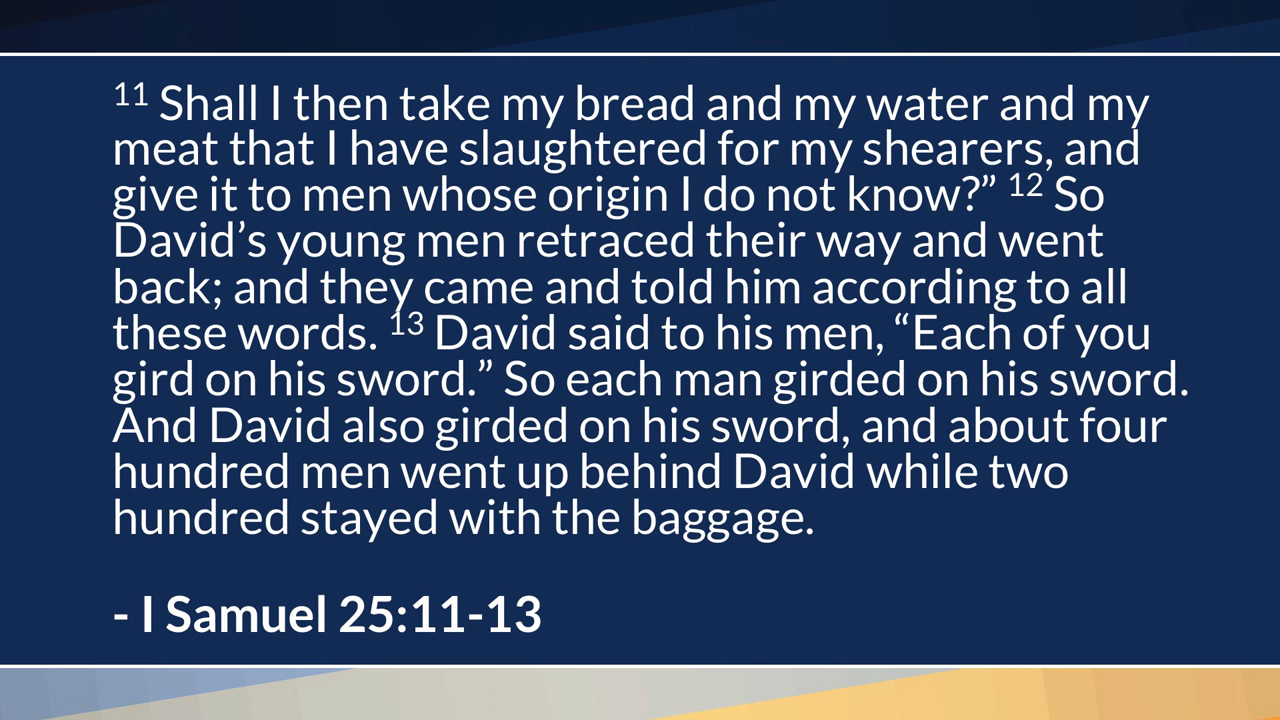 11 Shall I then take my bread and my water and my
meat that I have slaughtered for my shearers, and
give it to men whose origin I do not know?” 12 So
David’s young men retraced their way and went
back; and they came and told him according to all
these words. 13 David said to his men, “Each of you
gird on his sword.” So each man girded on his sword.
And David also girded on his sword, and about four
hundred men went up behind David while two
hundred stayed with the baggage.
- I Samuel 25:11-13